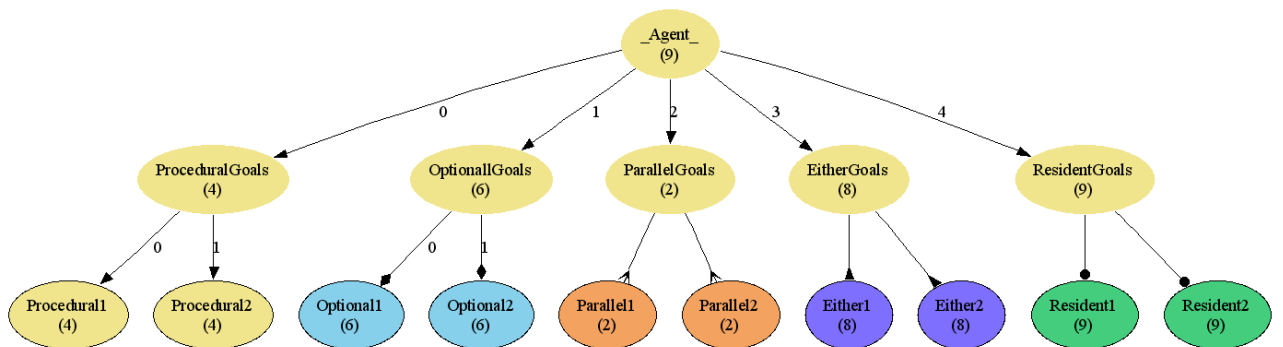 _Agent_
(9)
0
1
2
3
4
ProceduralGoals
(4)
OptionallGoals
(6)
ParallelGoals
(2)
EitherGoals
(8)
ResidentGoals
(9)
0
1
0
1
Procedural1
(4)
Procedural2
(4)
Optional1
(6)
Optional2
(6)
Parallel1
(2)
Parallel2
(2)
Either1
(8)
Either2
(8)
Resident1
(9)
Resident2
(9)